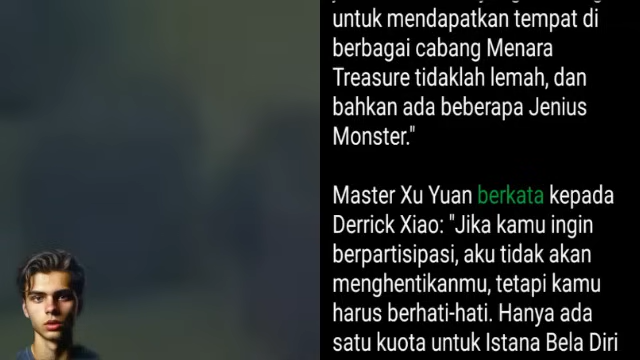 untuk mendapatkan tempat di
berbagai cabang Menara
Treasure tidaklah lemah, dan
bahkan ada beberapa Jenius
Monster."
Master Xu Yuan berkata kepada
Derrick Xiao: "Jika kamu ingin
berpartisipasi, aku tidak akan
menghentikanmu, tetapi kamu
harus berhati-hati. Hanya ada
satu kuota untuk Istana Bela Diri